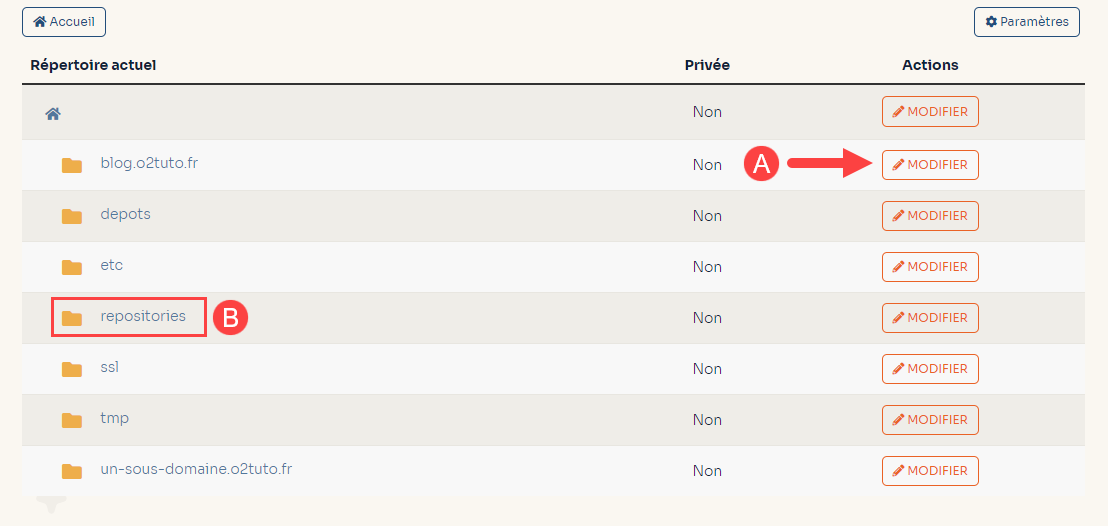 Accueil Paramètres
Répertoire actuel Privée Actions
Non MODIFIER
blog.o2tuto.fr Non A MODIFIER
depots Non MODIFIER
etc Non MODIFIER
repositories B Non MODIFIER
ssl Non MODIFIER
tmp Non MODIFIER
un-sous-domaine.o2tuto.fr Non MODIFIER